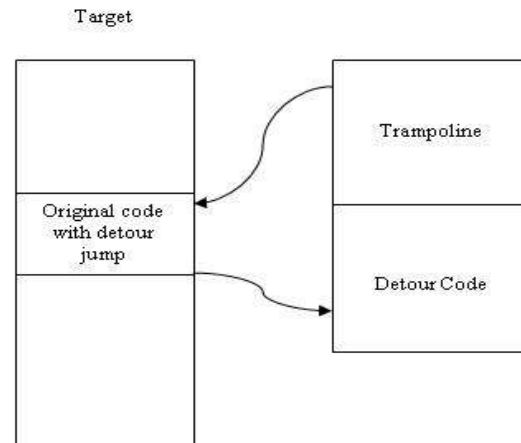 Target
Trampoline
Original code
with detour
jump
Detour Code